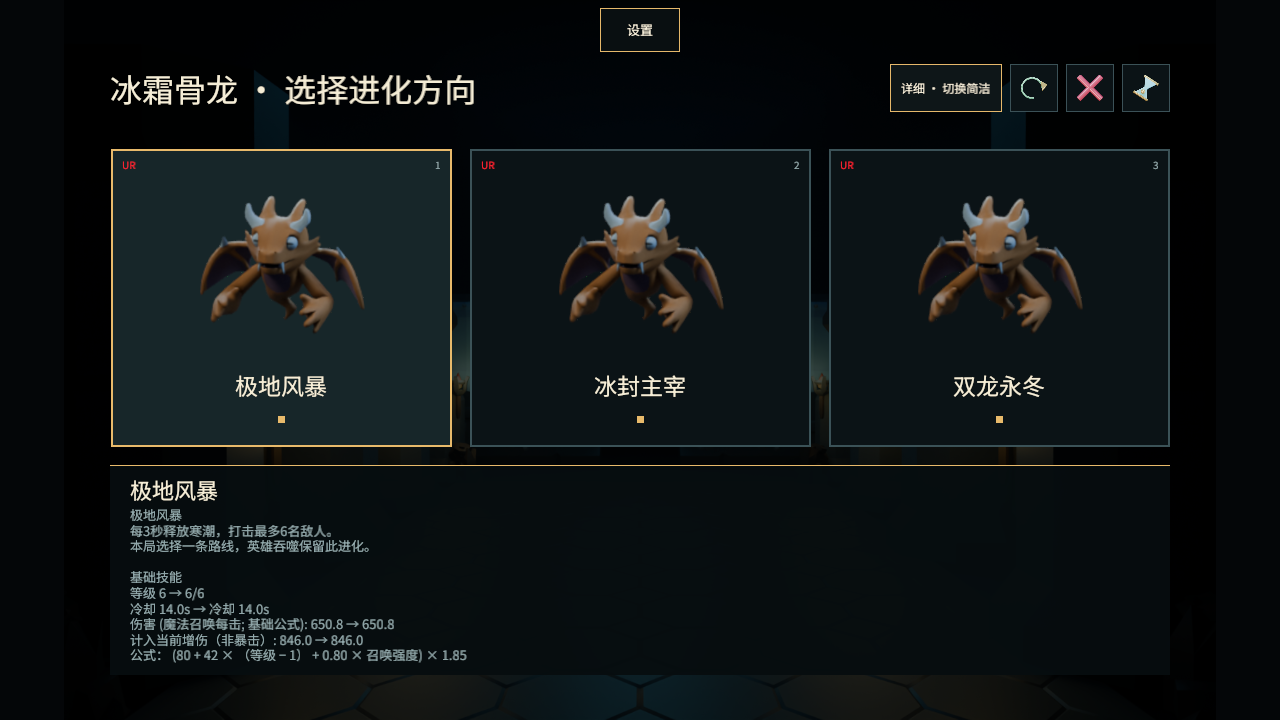 设置
冰霜骨龙 · 选择进化方向
详细 · 切换简洁
UR 1
UR 2
UR 3
极地风暴
冰封主宰
双龙永冬
极地风暴
极地风暴
每3秒释放寒潮，打击最多6名敌人。
本局选择一条路线，英雄吞噬保留此进化。
基础技能
等级 6 → 6/6
冷却 14.0s → 冷却 14.0s
伤害 (魔法召唤每击; 基础公式): 650.8 → 650.8
计入当前增伤（非暴击）: 846.0 → 846.0
公式： (80 + 42 × （等级 − 1） + 0.80 × 召唤强度) × 1.85